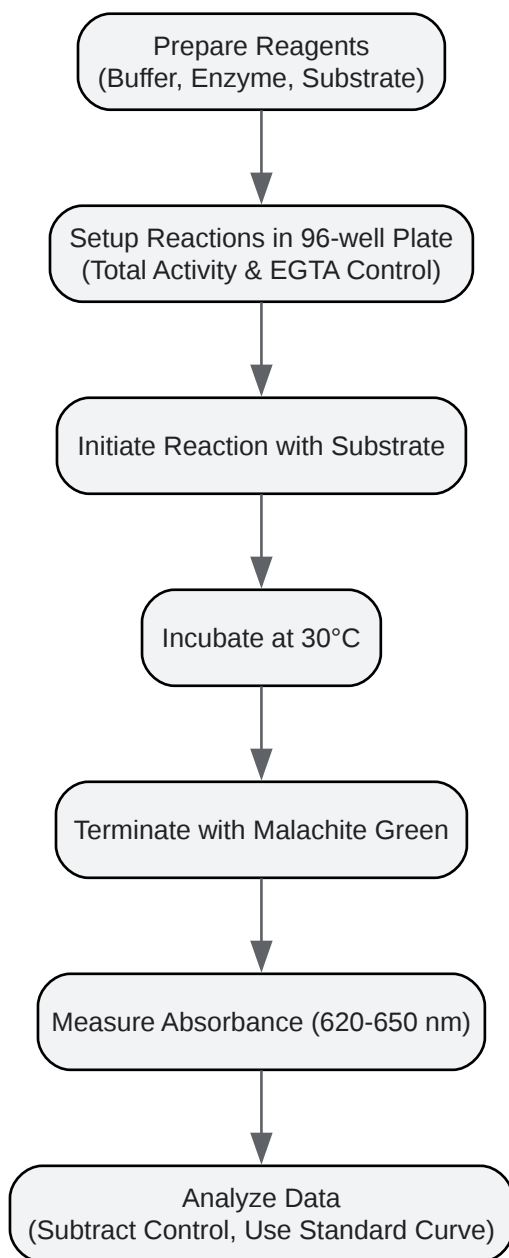 Prepare Reagents
(Buffer, Enzyme, Substrate)
Setup Reactions in 96-well Plate
(Total Activity & EGTA Control)
Initiate Reaction with Substrate
Incubate at 30°C
Terminate with Malachite Green
Measure Absorbance (620-650 nm)
Analyze Data
(Subtract Control, Use Standard Curve)